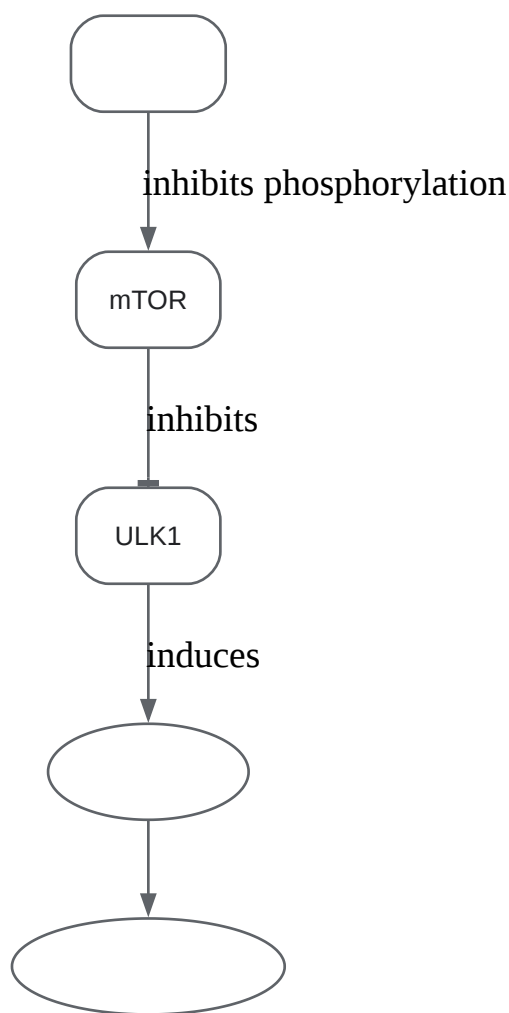 inhibits phosphorylation
mTOR
inhibits
ULK1
induces